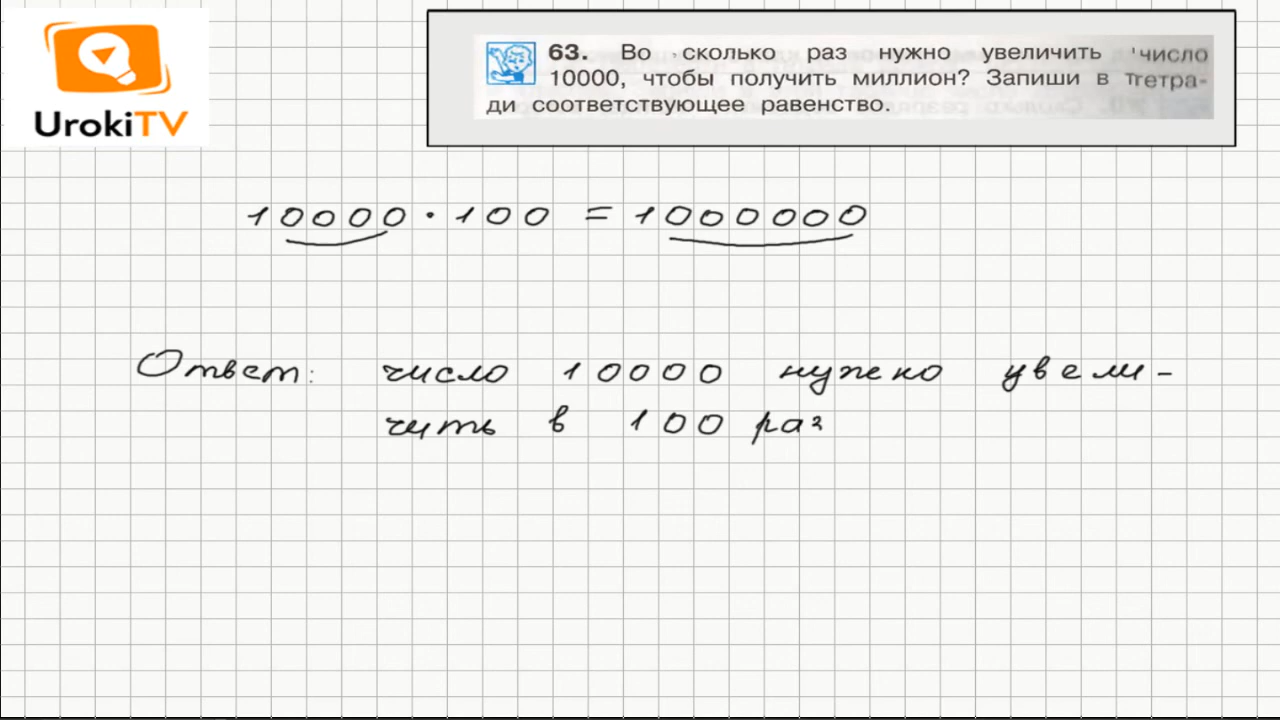 UrokiTV
63. Во сколько раз нужно увеличить число
10000, чтобы получить миллион? Запиши в тетра-
ди соответствующее равенство.
10000 · 100 = 1000000
Ответ: число 10000 нужно увели-
чить в 100 раз